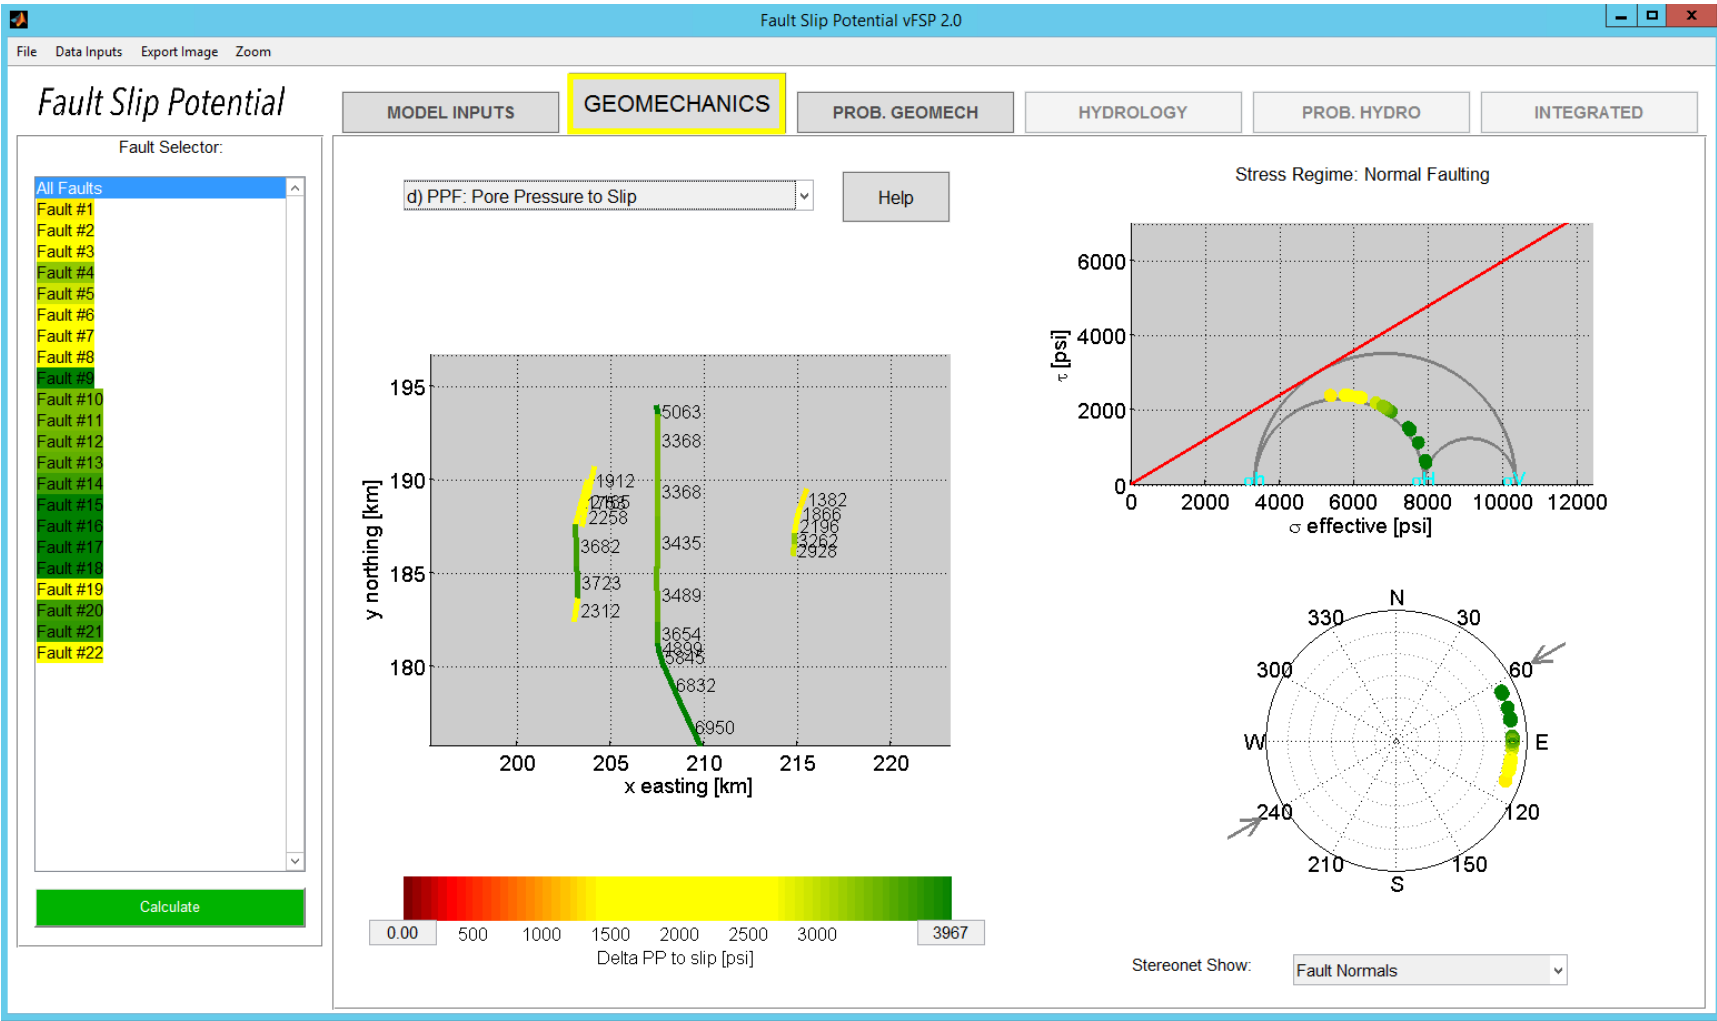 Fault Slip Potential vFSP 2.0
File Data Inputs Export Image Zoom
Fault Slip Potential
MODEL INPUTS
GEOMECHANICS
PROB. GEOMECH
HYDROLOGY
PROB. HYDRO
INTEGRATED
Fault Selector:
All Faults
Fault #1
Fault #2
Fault #3
Fault #4
Fault #5
Fault #6
Fault #7
Fault #8
Fault #9
Fault #10
Fault #11
Fault #12
Fault #13
Fault #14
Fault #15
Fault #16
Fault #17
Fault #18
Fault #19
Fault #20
Fault #21
Fault #22
Calculate
d) PPF: Pore Pressure to Slip
Help
195
190
185
180
y northing [km]
200 205 210 215 220
x easting [km]
1912
2258
3682
3723
2312
5063
3368
3368
3435
3489
3654
4899
5845
6832
6950
1382
1866
2196
3262
2928
0.00 500 1000 1500 2000 2500 3000 3967
Delta PP to slip [psi]
Stress Regime: Normal Faulting
6000
4000
2000
0
τ [psi]
σh σH σV
0 2000 4000 6000 8000 10000 12000
σ effective [psi]
N
330 30
300 60
W E
240 120
210 150
S
Stereonet Show: Fault Normals